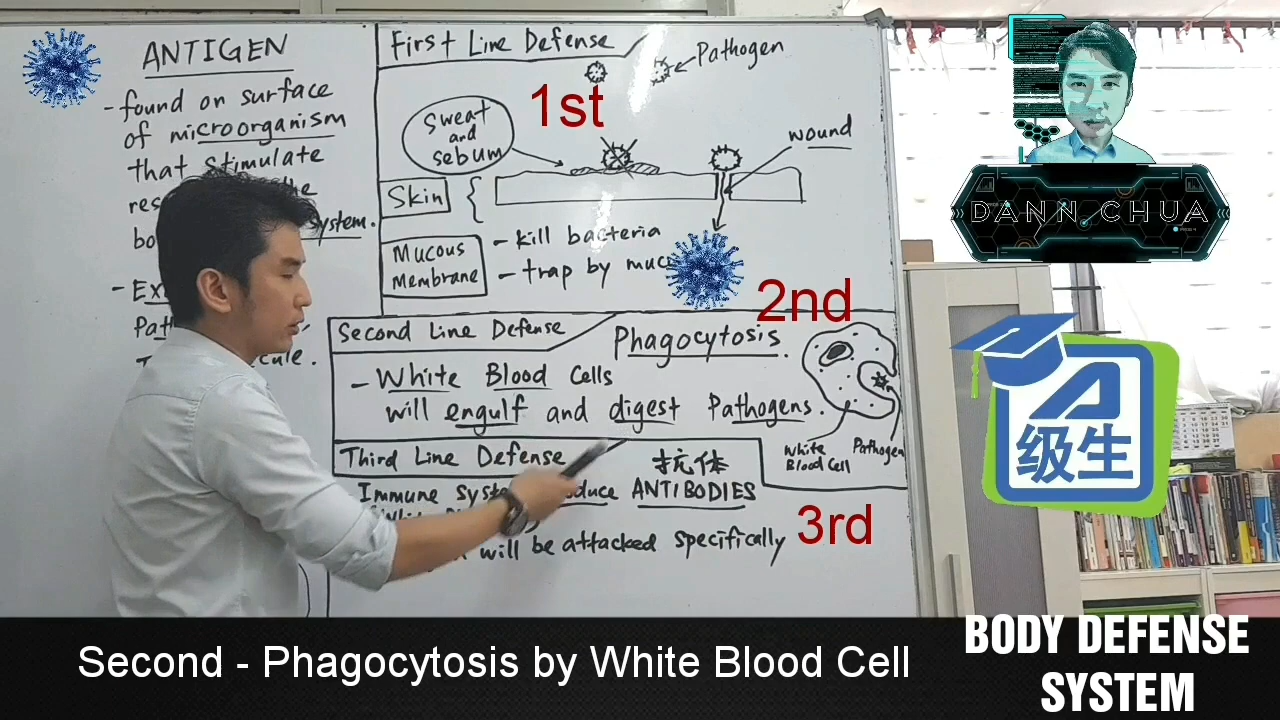 ANTIGEN
- found on surface
of microorganism
that stimulate
the
system.
First Line Defense
Pathogen
1st
Sweat
and
sebum
wound
Skin
Mucous
Membrane
- kill bacteria
- trap by
2nd
Second Line Defense
Phagocytosis.
- White Blood Cells
will engulf and digest Pathogens.
White
Blood Cell
Pathogen
Third Line Defense
抗体
Immune ANTIBODIES
will be attacked specifically
3rd
DANN CHUA
A
级生
Second - Phagocytosis by White Blood Cell
BODY DEFENSE
SYSTEM